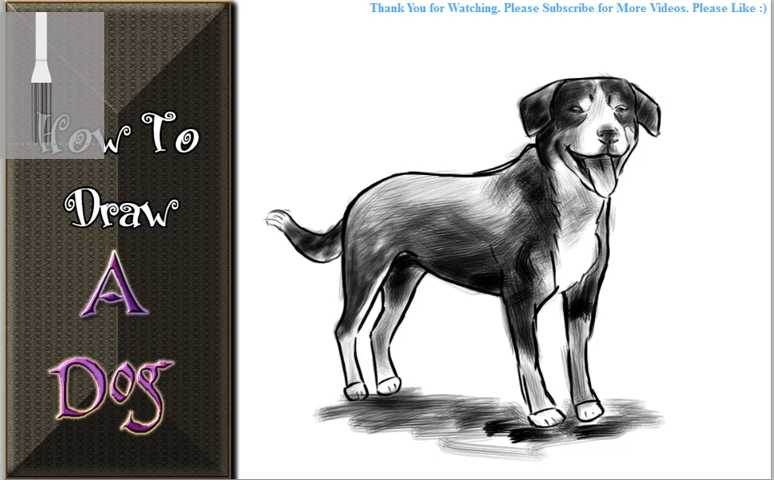 Thank You for Watching. Please Subscribe for More Videos. Please Like :)
How To
Draw
A
Dog